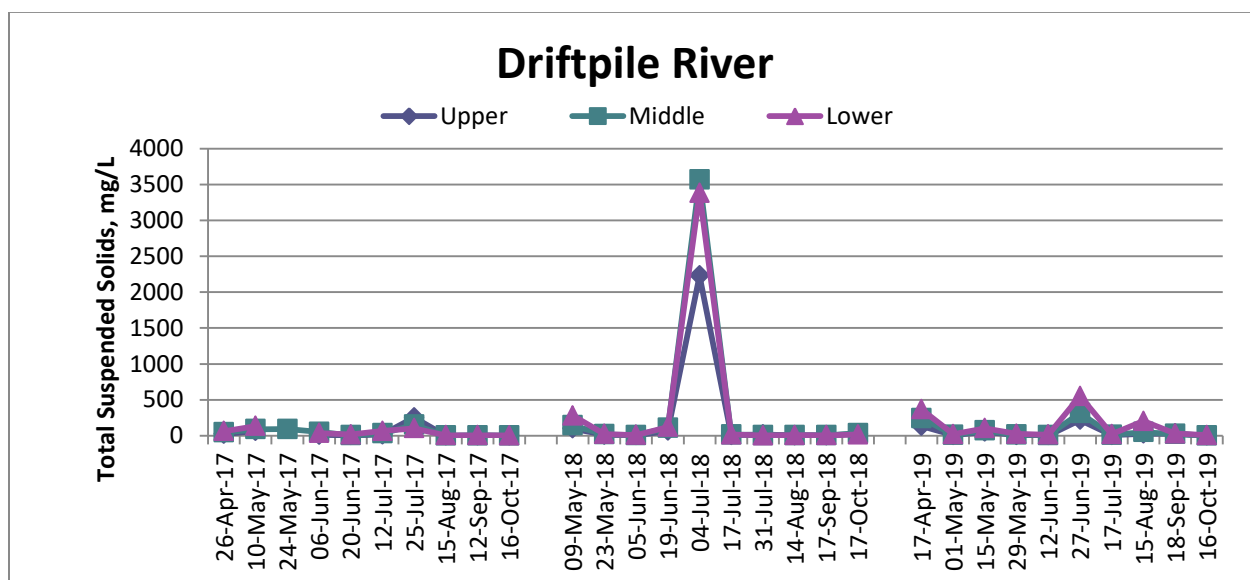 Driftpile River
Upper Middle Lower
Total Suspended Solids, mg/L
4000
3500
3000
2500
2000
1500
1000
500
0
26-Apr-17
10-May-17
24-May-17
06-Jun-17
20-Jun-17
12-Jul-17
25-Jul-17
15-Aug-17
12-Sep-17
16-Oct-17
09-May-18
23-May-18
05-Jun-18
19-Jun-18
04-Jul-18
17-Jul-18
31-Jul-18
14-Aug-18
17-Sep-18
17-Oct-18
17-Apr-19
01-May-19
15-May-19
29-May-19
12-Jun-19
27-Jun-19
17-Jul-19
15-Aug-19
18-Sep-19
16-Oct-19